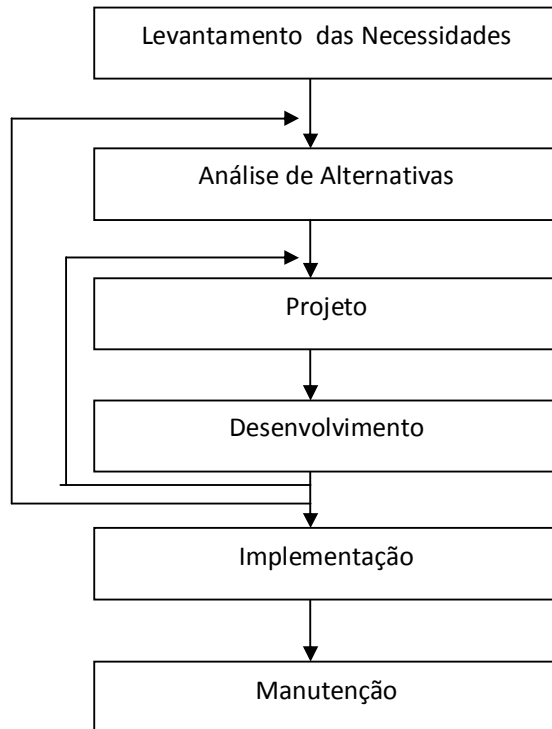 Levantamento das Necessidades
Análise de Alternativas
Projeto
Desenvolvimento
Implementação
Manutenção